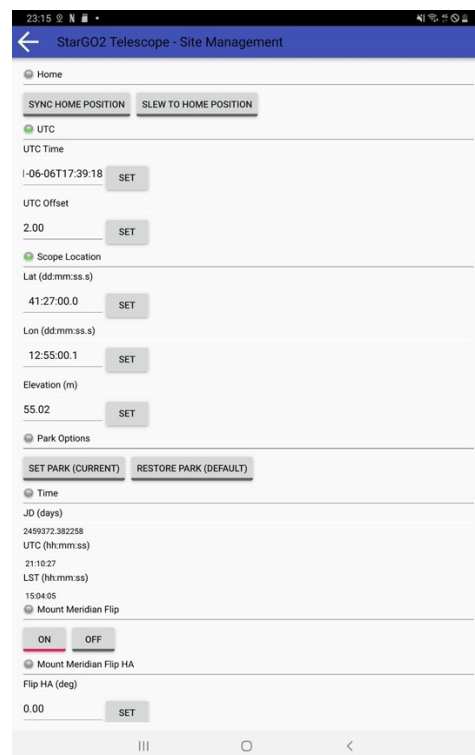 23:15
StarGO2 Telescope - Site Management
Home
SYNC HOME POSITION SLEW TO HOME POSITION
UTC
UTC Time
-06-06T17:39:18 SET
UTC Offset
2.00 SET
Scope Location
Lat (dd:mm:ss.s)
41:27:00.0 SET
Lon (dd:mm:ss.s)
12:55:00.1 SET
Elevation (m)
55.02 SET
Park Options
SET PARK (CURRENT) RESTORE PARK (DEFAULT)
Time
JD (days)
2459372.382258
UTC (hh:mm:ss)
21:10:27
LST (hh:mm:ss)
15:04:05
Mount Meridian Flip
ON OFF
Mount Meridian Flip HA
Flip HA (deg)
0.00 SET